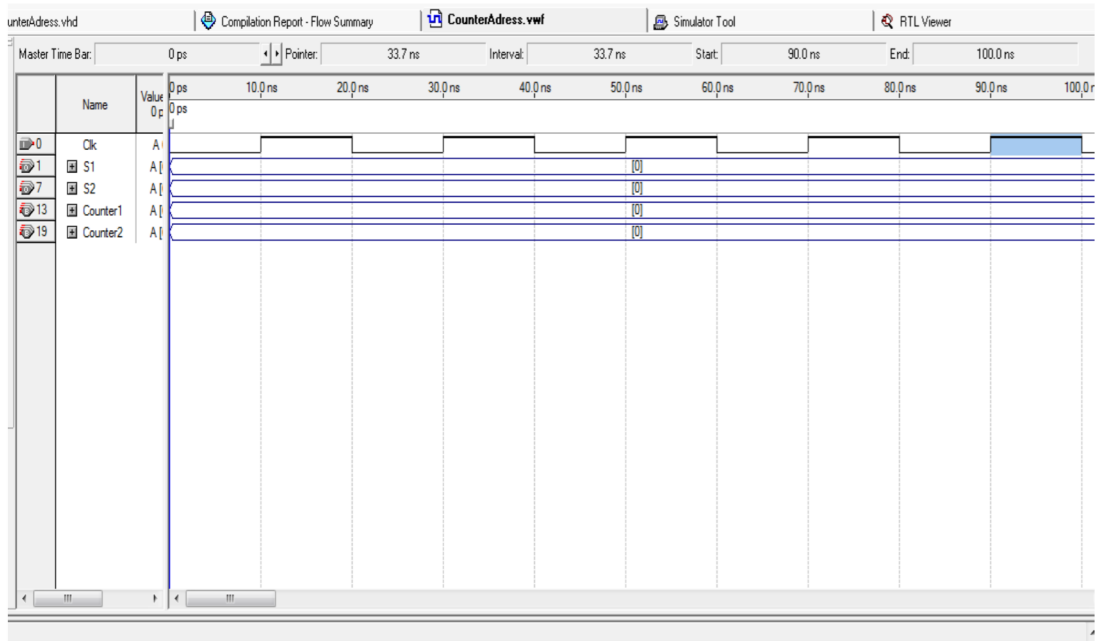 unterAdress.vhd Compilation Report - Flow Summary CounterAdress.vwf Simulator Tool RTL Viewer
Master Time Bar: 0 ps Pointer: 33.7 ns Interval: 33.7 ns Start: 90.0 ns End: 100.0 ns
Name Value 0 ps 10.0 ns 20.0 ns 30.0 ns 40.0 ns 50.0 ns 60.0 ns 70.0 ns 80.0 ns 90.0 ns 100.0 n
0 p 0 ps
0 Clk A
1 S1 A [ [0]
7 S2 A [ [0]
13 Counter1 A [ [0]
19 Counter2 A [ [0]